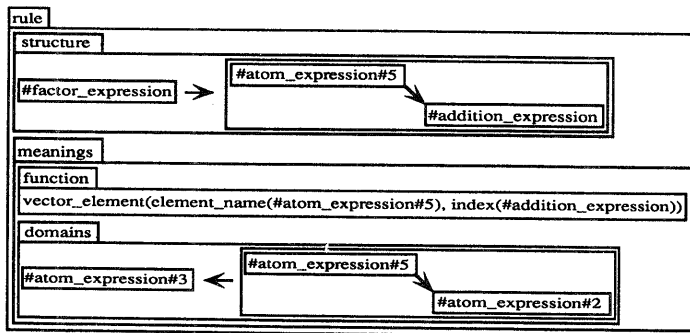 rule
structure
#atom_expression#5
#factor_expression
#addition_expression
meanings
function
vector_element(clement_name(#atom_expression#5), index(#addition_expression))
domains
#atom_expression#5
#atom_expression#3
#atom_expression#2